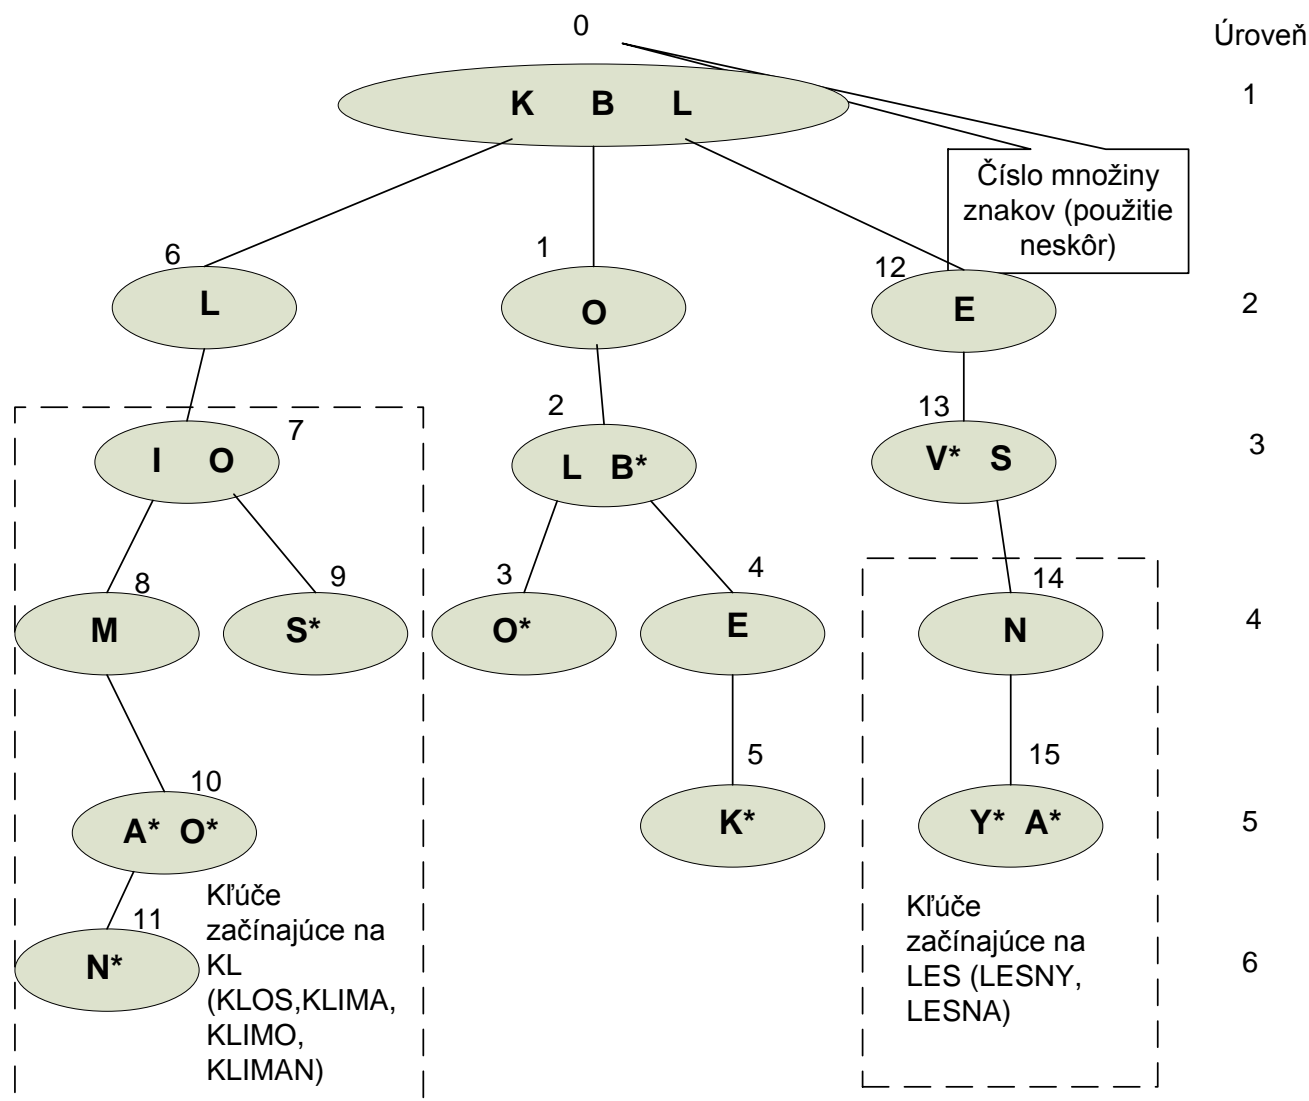 0
Úroveň
K B L
1
Číslo množiny
znakov (použitie
neskôr)
6
1
12
L
O
E
2
7
2
13
I O
L B*
V* S
3
8
9
3
4
14
M
S*
O*
E
N
4
10
5
15
A* O*
K*
Y* A*
5
11
N*
6
Kľúče
začínajúce na
KL
(KLOS,KLIMA,
KLIMO,
KLIMAN)
Kľúče
začínajúce na
LES (LESNY,
LESNA)